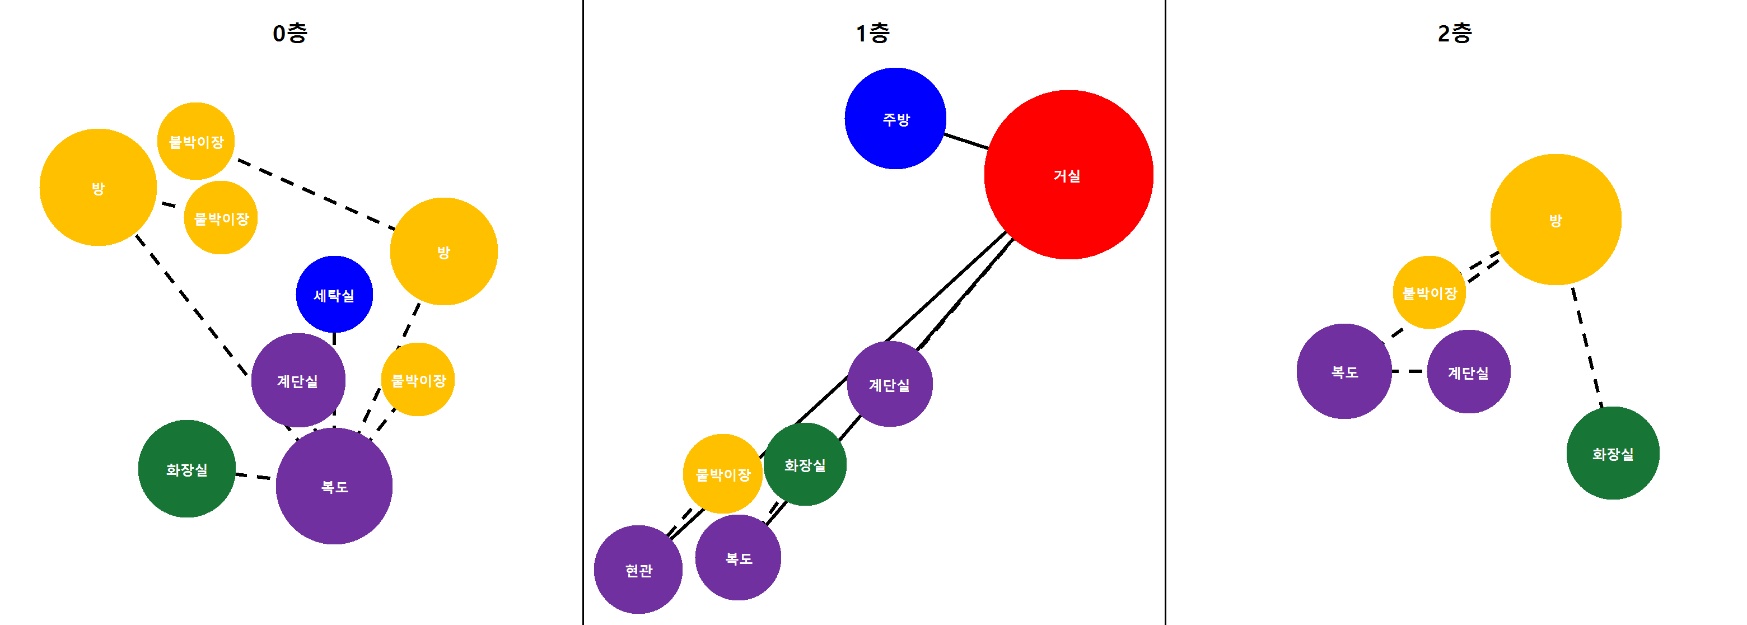 0층
1층
2층
붙박이장
방
붙박이장
방
세탁실
계단실
붙박이장
화장실
복도
주방
거실
계단실
붙박이장
화장실
현관
복도
방
붙박이장
복도
계단실
화장실